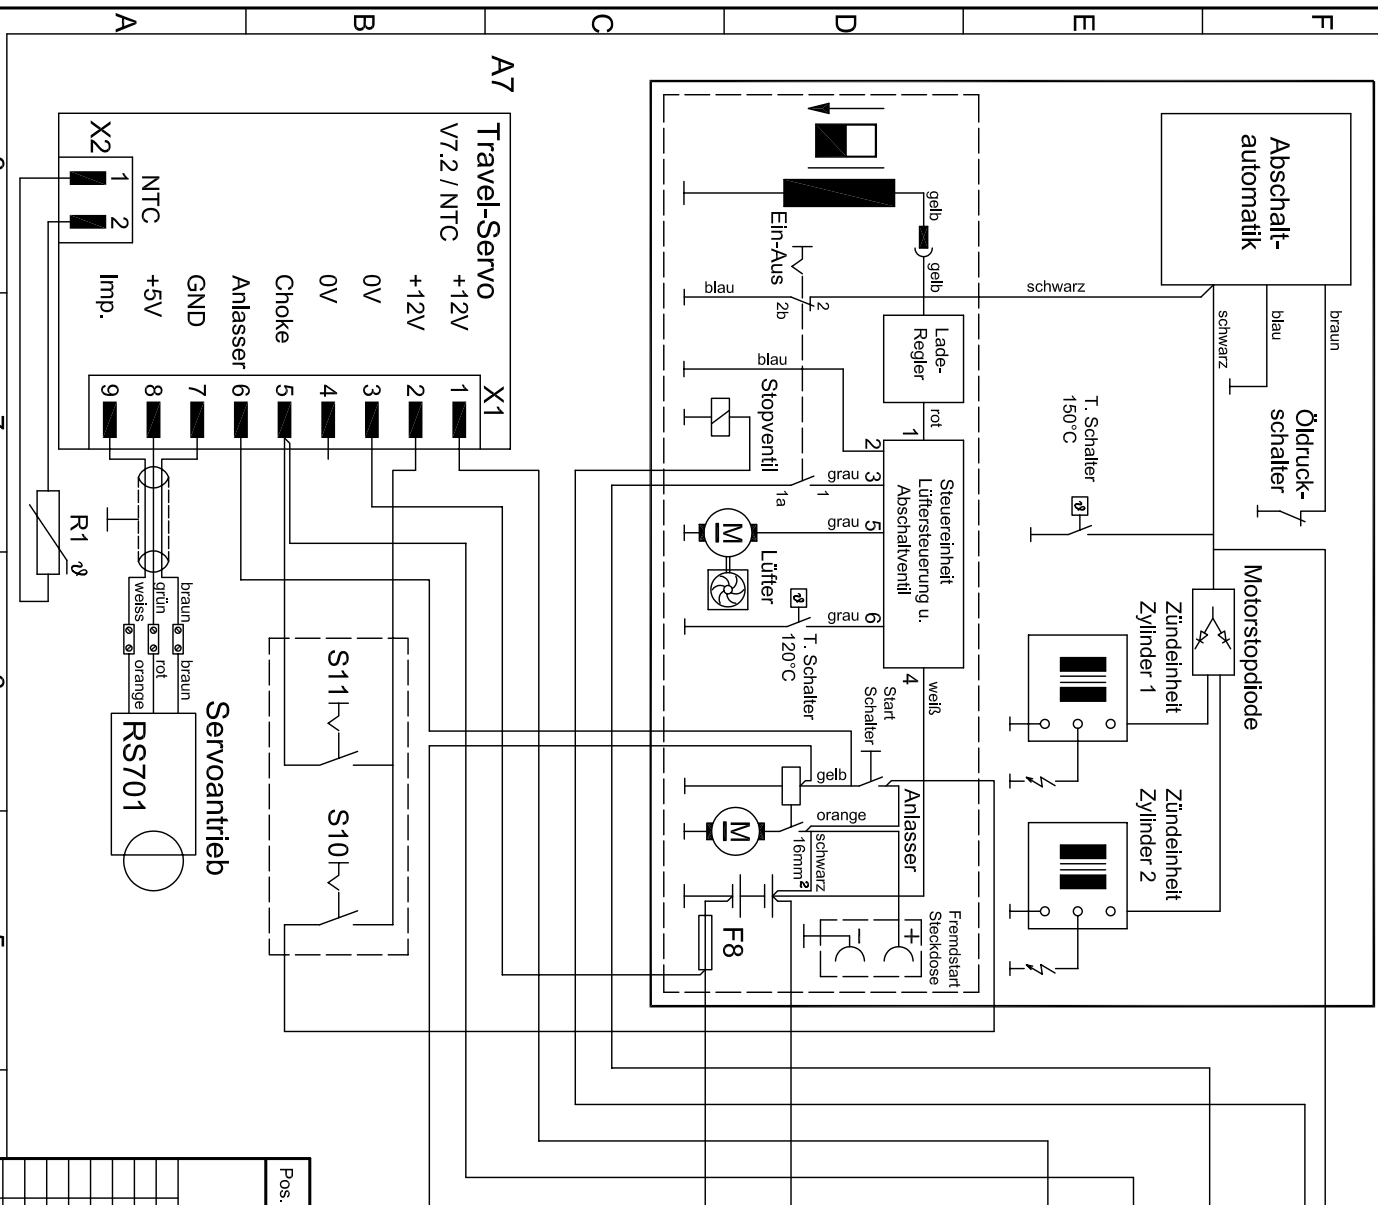 A
B
C
D
E
F
A7
Travel-Servo
V7.2 / NTC
X2
1
2
NTC
+12V
+12V
0V
0V
Choke
Anlasser
GND
+5V
Imp.
X1
1
2
3
4
5
6
7
8
9
R1
ϑ
braun
grün
weiss
braun
rot
orange
Servoantrieb
RS701
S11
S10
Abschalt-
automatik
gelb
gelb
Ein-Aus
blau
2b
2
schwarz
schwarz
blau
braun
Lade-
Regler
rot
blau
Stopventil
1
2
3
5
6
4
grau
grau
grau
1a
1
Steuereinheit
Lüftersteuerung u.
Abschaltventil
M
Lüfter
ϑ
T. Schalter
120°C
T. Schalter
150°C
ϑ
Öldruck-
schalter
Motorstopdiode
Zündeinheit
Zylinder 1
Zündeinheit
Zylinder 2
weiß
Start
Schalter
gelb
orange
Anlasser
M
schwarz
16mm²
F8
Fremdstart
Steckdose
+
-
Pos.